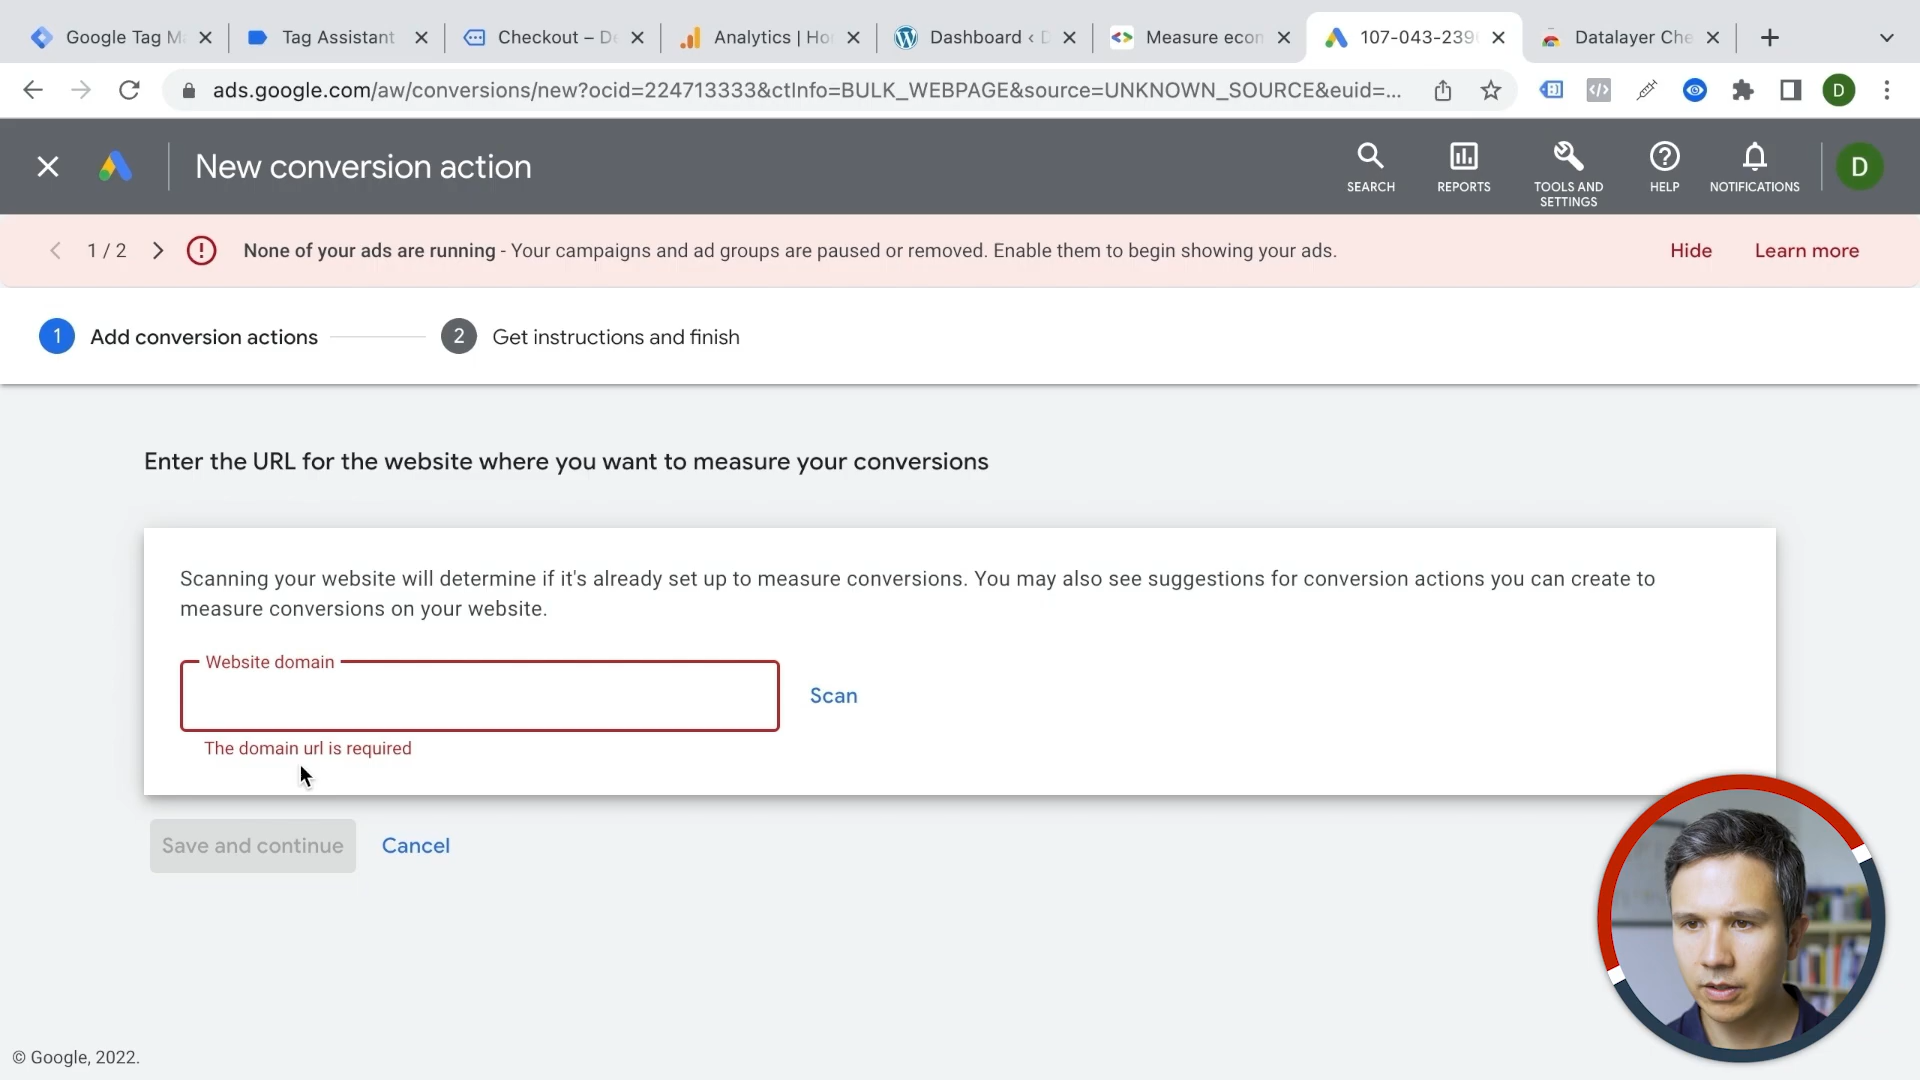 Google Tag Ma
Tag Assistant
Checkout – De
Analytics | Ho
Dashboard ‹ D
Measure econ
107-043-2390
Datalayer Che
ads.google.com/aw/conversions/new?ocid=224713333&ctInfo=BULK_WEBPAGE&source=UNKNOWN_SOURCE&euid=...
D
New conversion action
SEARCH
REPORTS
TOOLS AND
SETTINGS
HELP
NOTIFICATIONS
D
1 / 2
None of your ads are running - Your campaigns and ad groups are paused or removed. Enable them to begin showing your ads.
Hide
Learn more
1 Add conversion actions
2 Get instructions and finish
Enter the URL for the website where you want to measure your conversions
Scanning your website will determine if it's already set up to measure conversions. You may also see suggestions for conversion actions you can create to
measure conversions on your website.
Website domain
Scan
The domain url is required
Save and continue
Cancel
© Google, 2022.